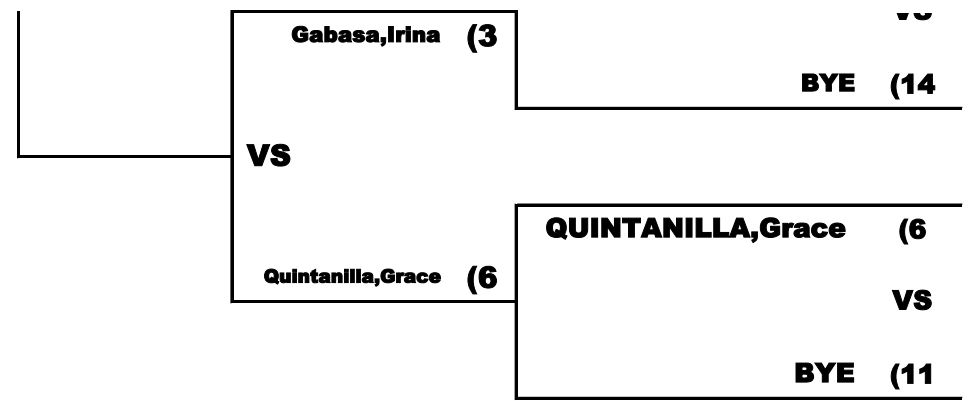 Gabasa,Irina (3
BYE (14
VS
QUINTANILLA,Grace (6
Quintanilla,Grace (6
VS
BYE (11